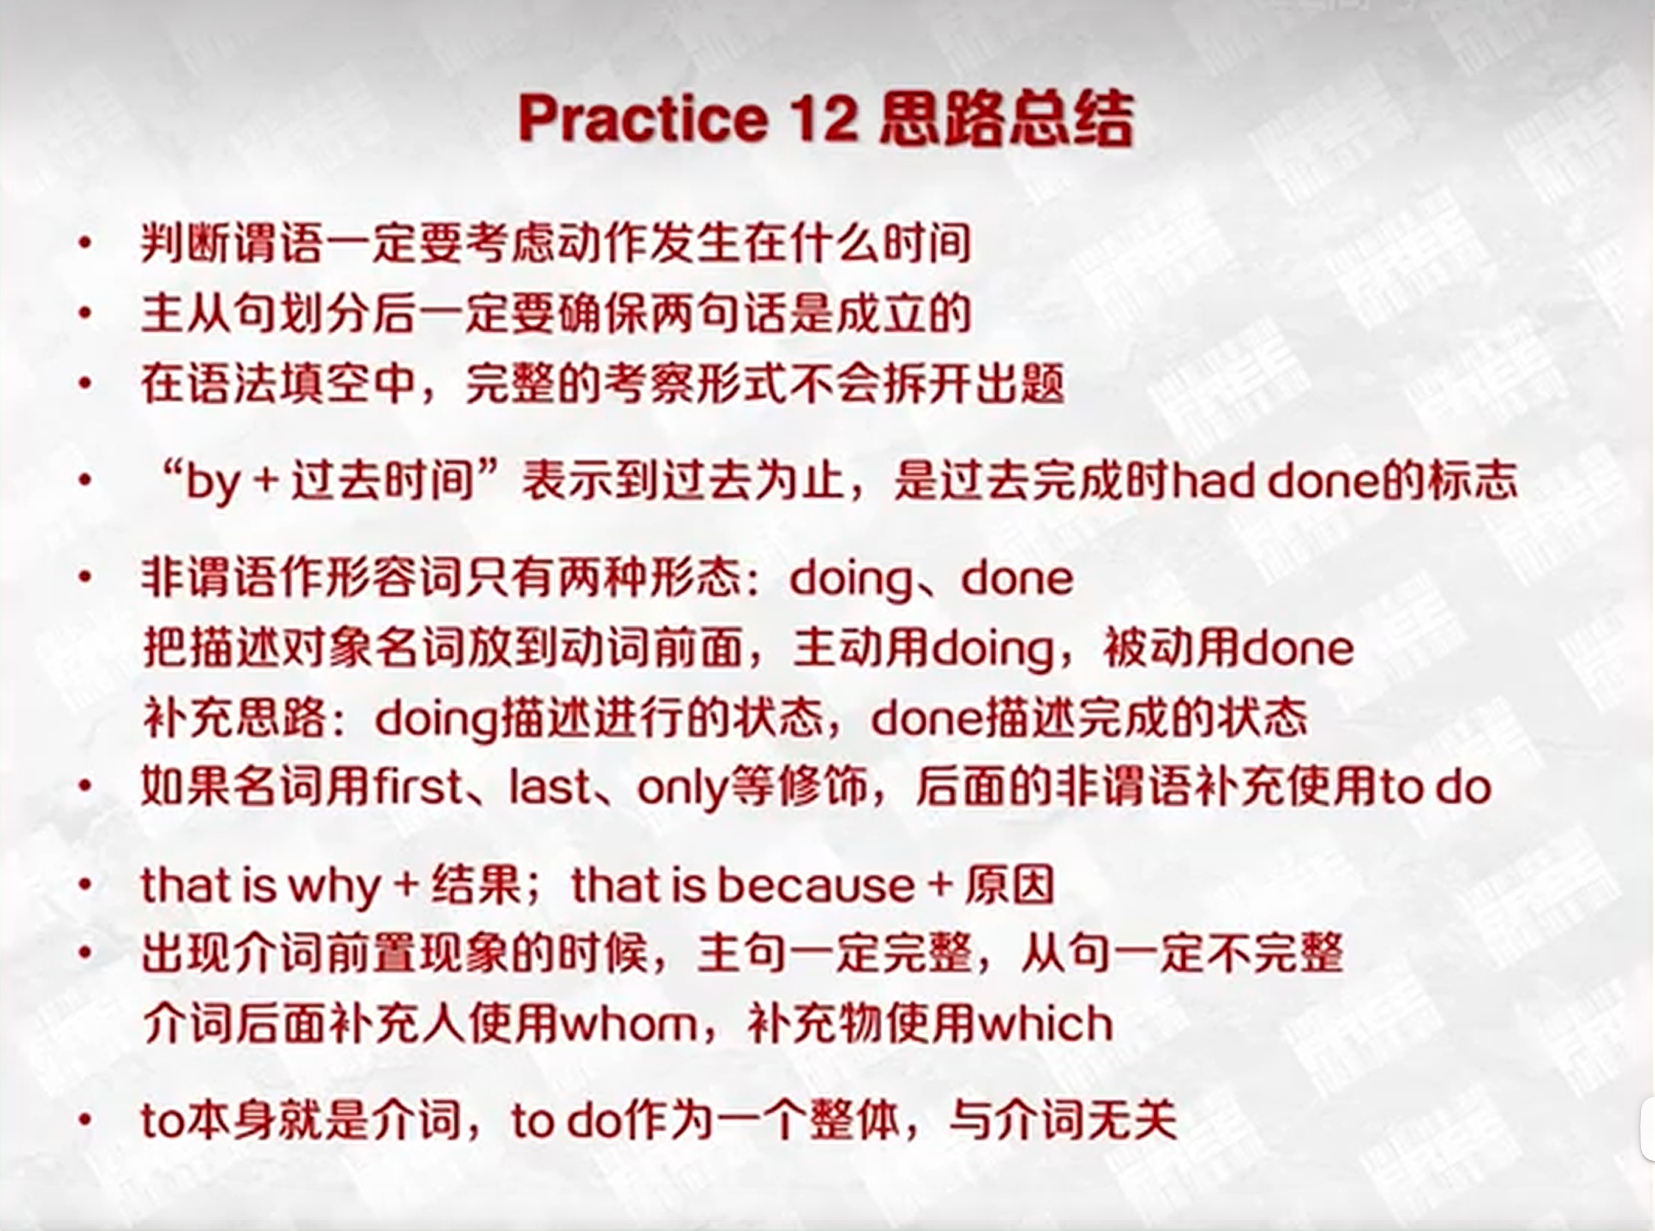 Practice 12 思路总结
• 判断谓语一定要考虑动作发生在什么时间
• 主从句划分后一定要确保两句话是成立的
• 在语法填空中，完整的考察形式不会拆开出题
• “by + 过去时间”表示到过去为止，是过去完成时had done的标志
• 非谓语作形容词只有两种形态：doing、done
把描述对象名词放到动词前面，主动用doing，被动用done
补充思路：doing描述进行的状态，done描述完成的状态
• 如果名词用first、last、only等修饰，后面的非谓语补充使用to do
• that is why + 结果；that is because + 原因
• 出现介词前置现象的时候，主句一定完整，从句一定不完整
介词后面补充人使用whom，补充物使用which
• to本身就是介词，to do作为一个整体，与介词无关